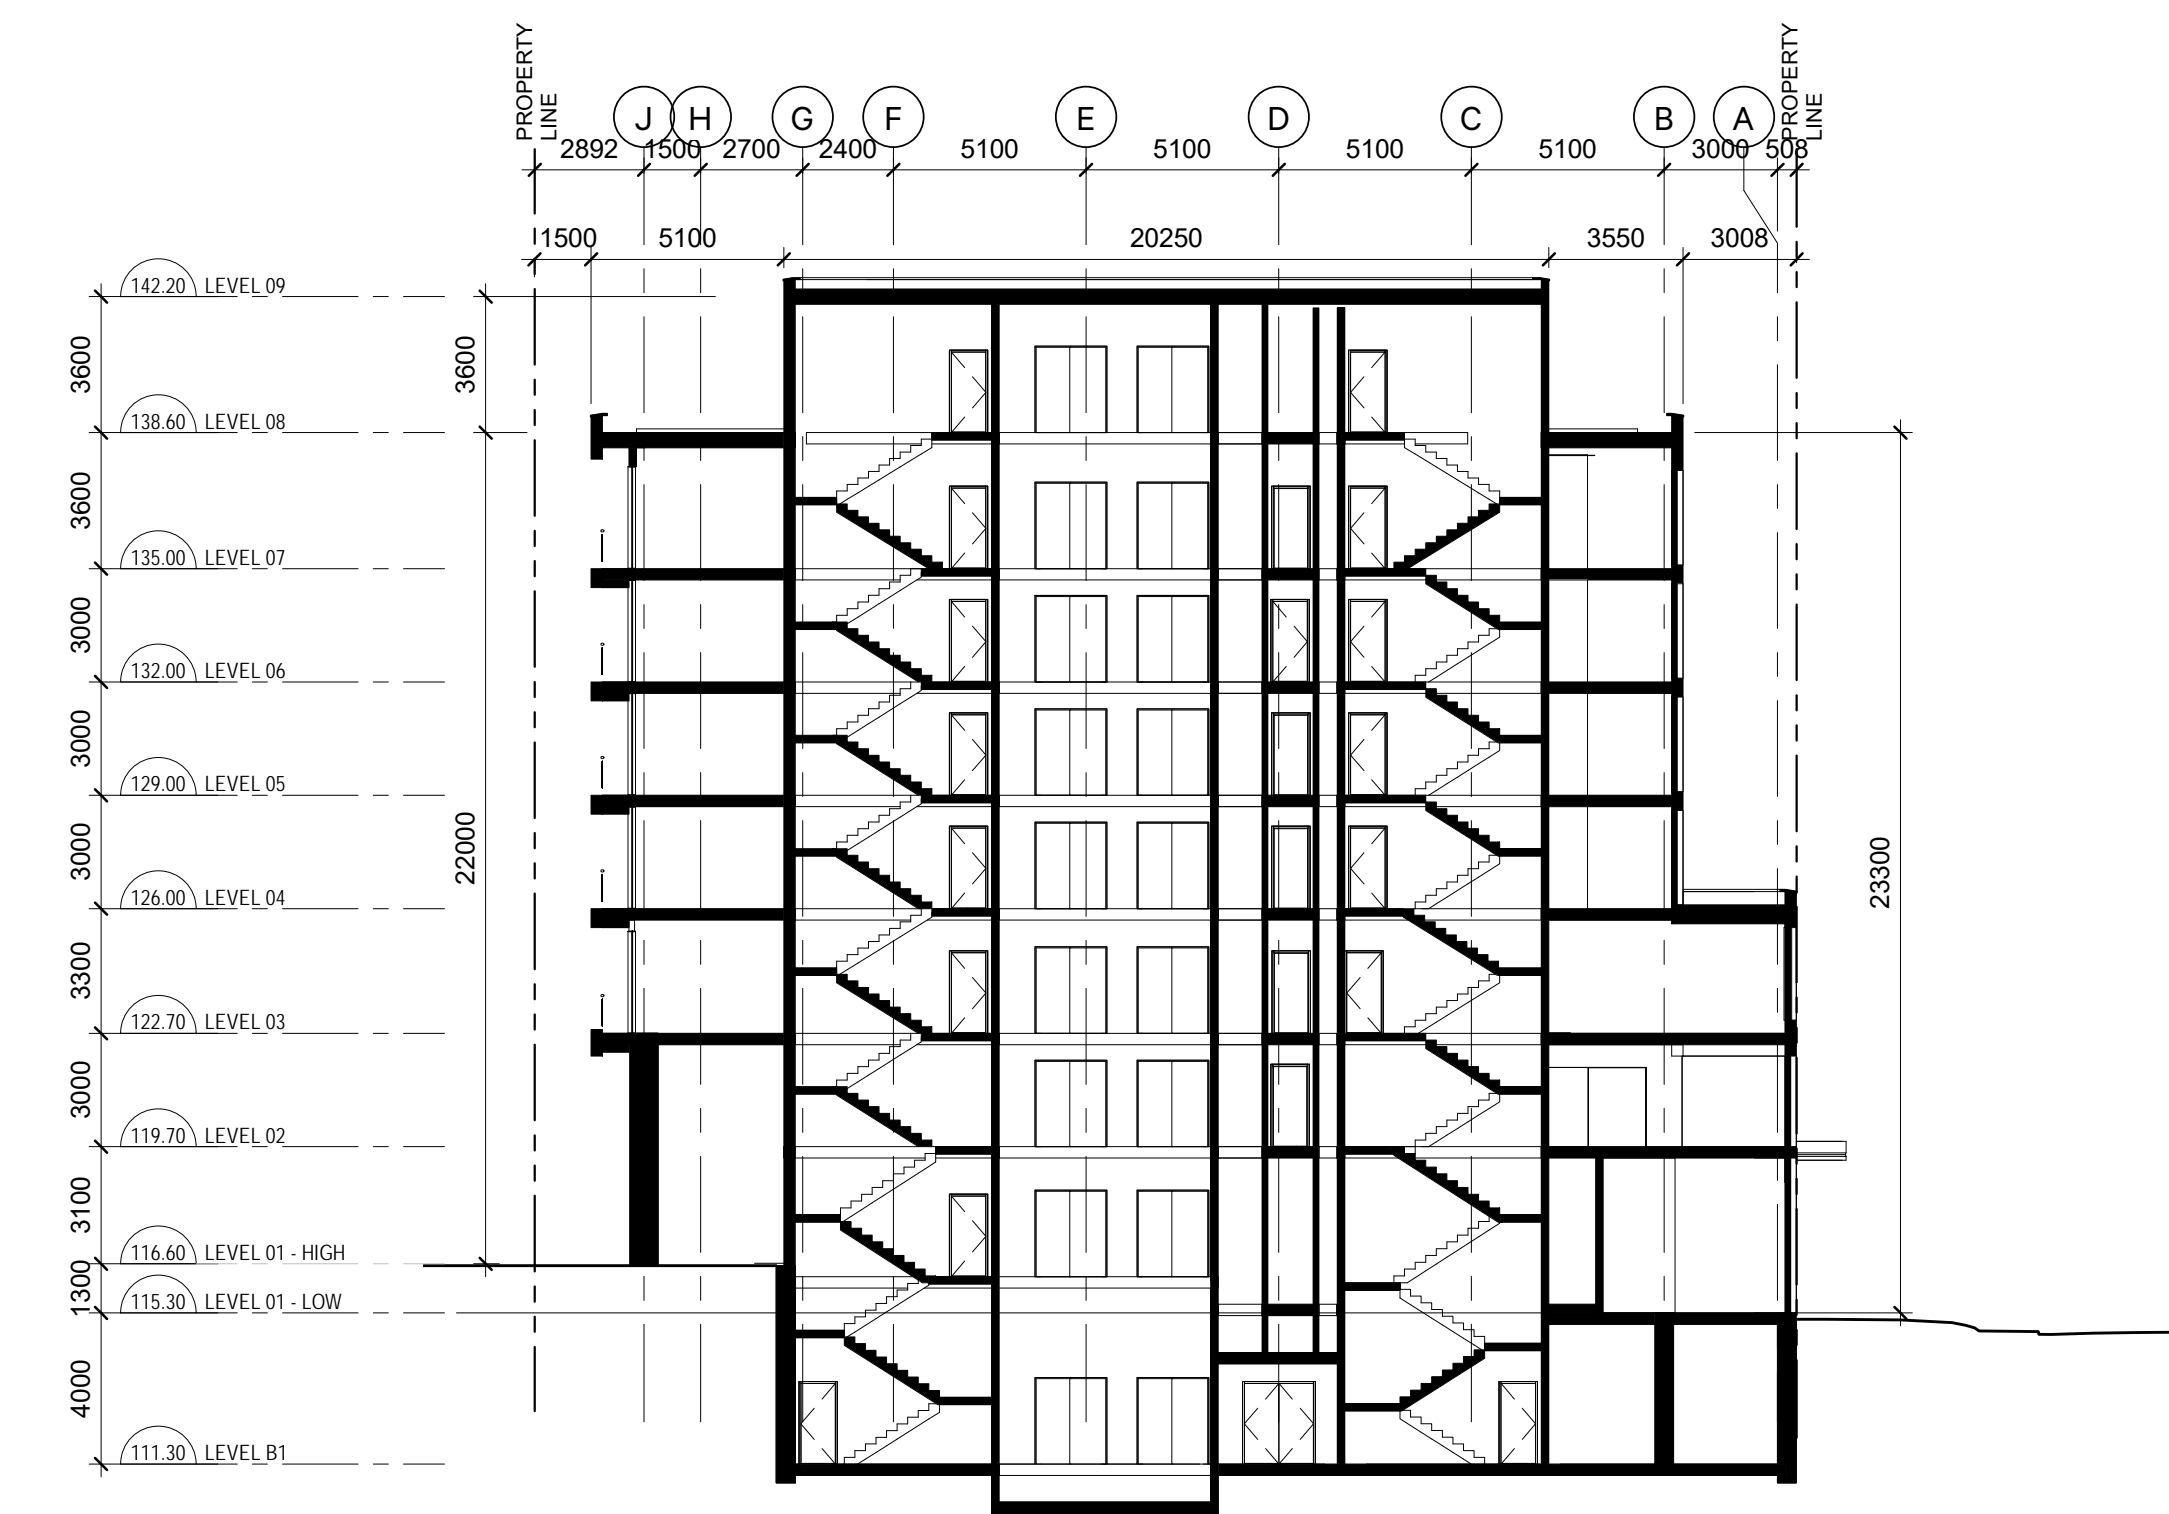 PROPERTY
LINE
PROPERTY
LINE
J H G F E D C B A
2892 1500 2700 2400 5100 5100 5100 5100 3000 508
1500 5100 20250 3550 3008
142.20 LEVEL 09
3600 3600
138.60 LEVEL 08
3600
135.00 LEVEL 07
3000
132.00 LEVEL 06
3000
129.00 LEVEL 05
3000 22000 23300
126.00 LEVEL 04
3300
122.70 LEVEL 03
3000
119.70 LEVEL 02
3100
116.60 LEVEL 01 - HIGH
1300
115.30 LEVEL 01 - LOW
4000
111.30 LEVEL B1